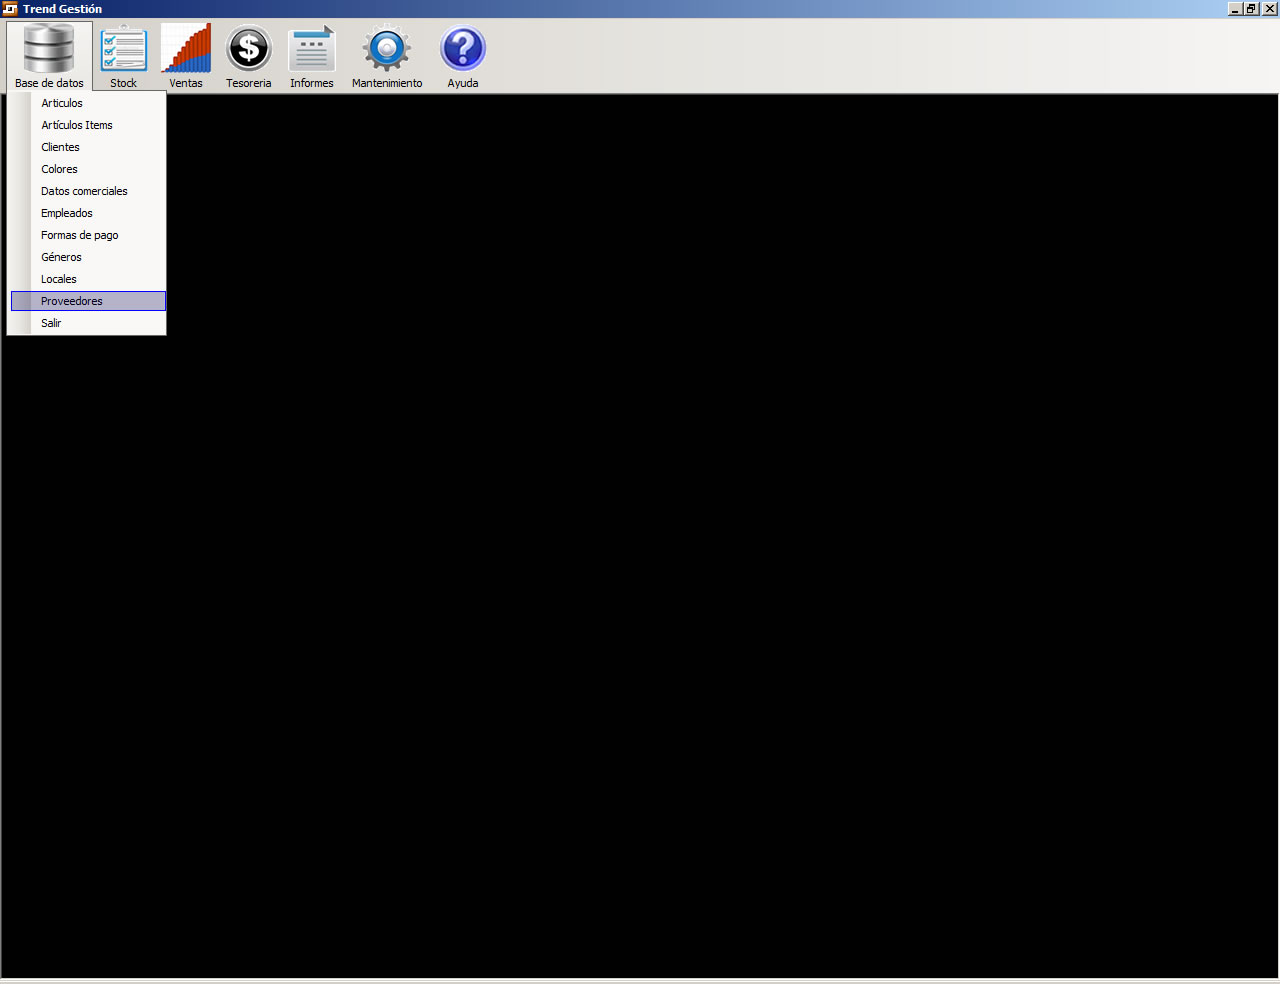 Trend Gestión
Base de datos
Stock
Ventas
Tesoreria
Informes
Mantenimiento
Ayuda
Articulos
Artículos Items
Clientes
Colores
Datos comerciales
Empleados
Formas de pago
Géneros
Locales
Proveedores
Salir